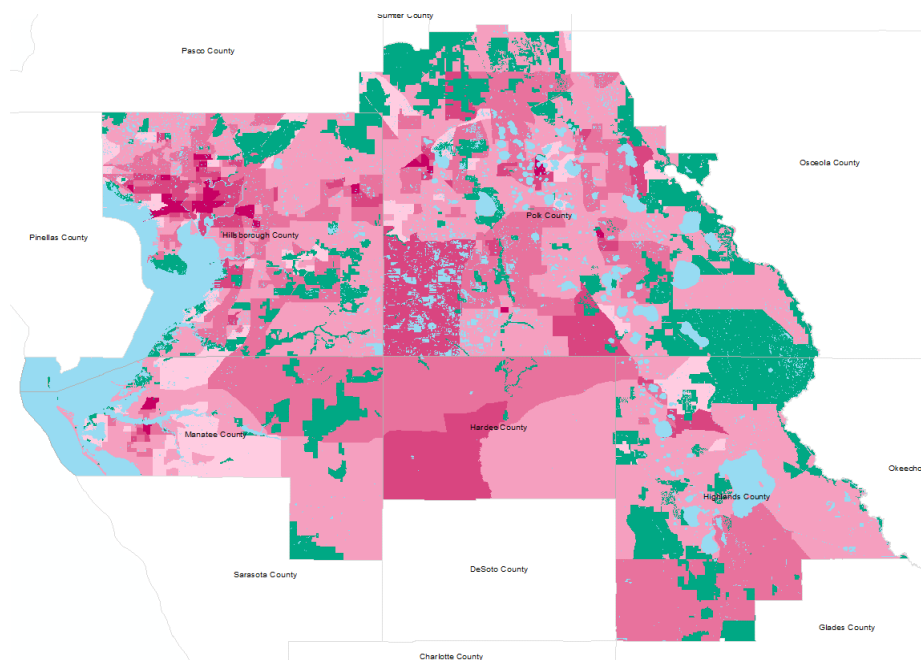 Sumter County
Pasco County
Osceola County
Polk County
Pinellas County
Hillsborough County
Hardee County
Manatee County
Okeecho
Highlands County
DeSoto County
Sarasota County
Glades County
Charlotte County